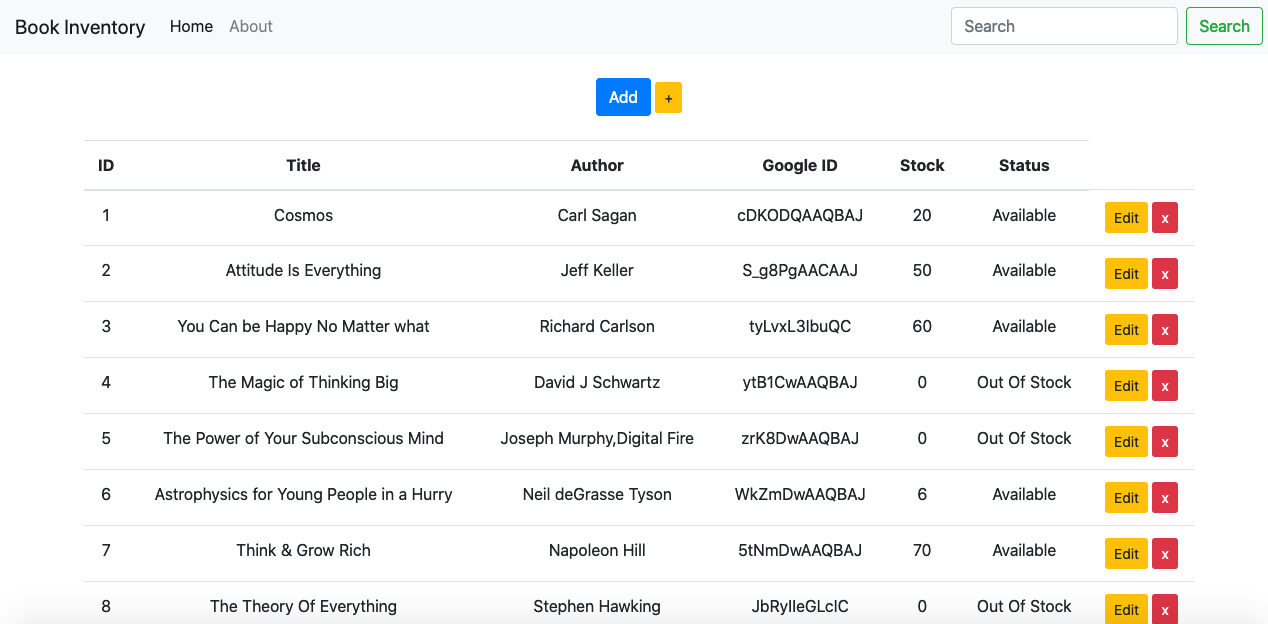 Book Inventory Home About Search Search
Add +
ID Title Author Google ID Stock Status
1 Cosmos Carl Sagan cDKODQAAQBAJ 20 Available Edit x
2 Attitude Is Everything Jeff Keller S_g8PgAACAAJ 50 Available Edit x
3 You Can be Happy No Matter what Richard Carlson tyLvxL3lbuQC 60 Available Edit x
4 The Magic of Thinking Big David J Schwartz ytB1CwAAQBAJ 0 Out Of Stock Edit x
5 The Power of Your Subconscious Mind Joseph Murphy,Digital Fire zrK8DwAAQBAJ 0 Out Of Stock Edit x
6 Astrophysics for Young People in a Hurry Neil deGrasse Tyson WkZmDwAAQBAJ 6 Available Edit x
7 Think & Grow Rich Napoleon Hill 5tNmDwAAQBAJ 70 Available Edit x
8 The Theory Of Everything Stephen Hawking JbRylleGLcIC 0 Out Of Stock Edit x